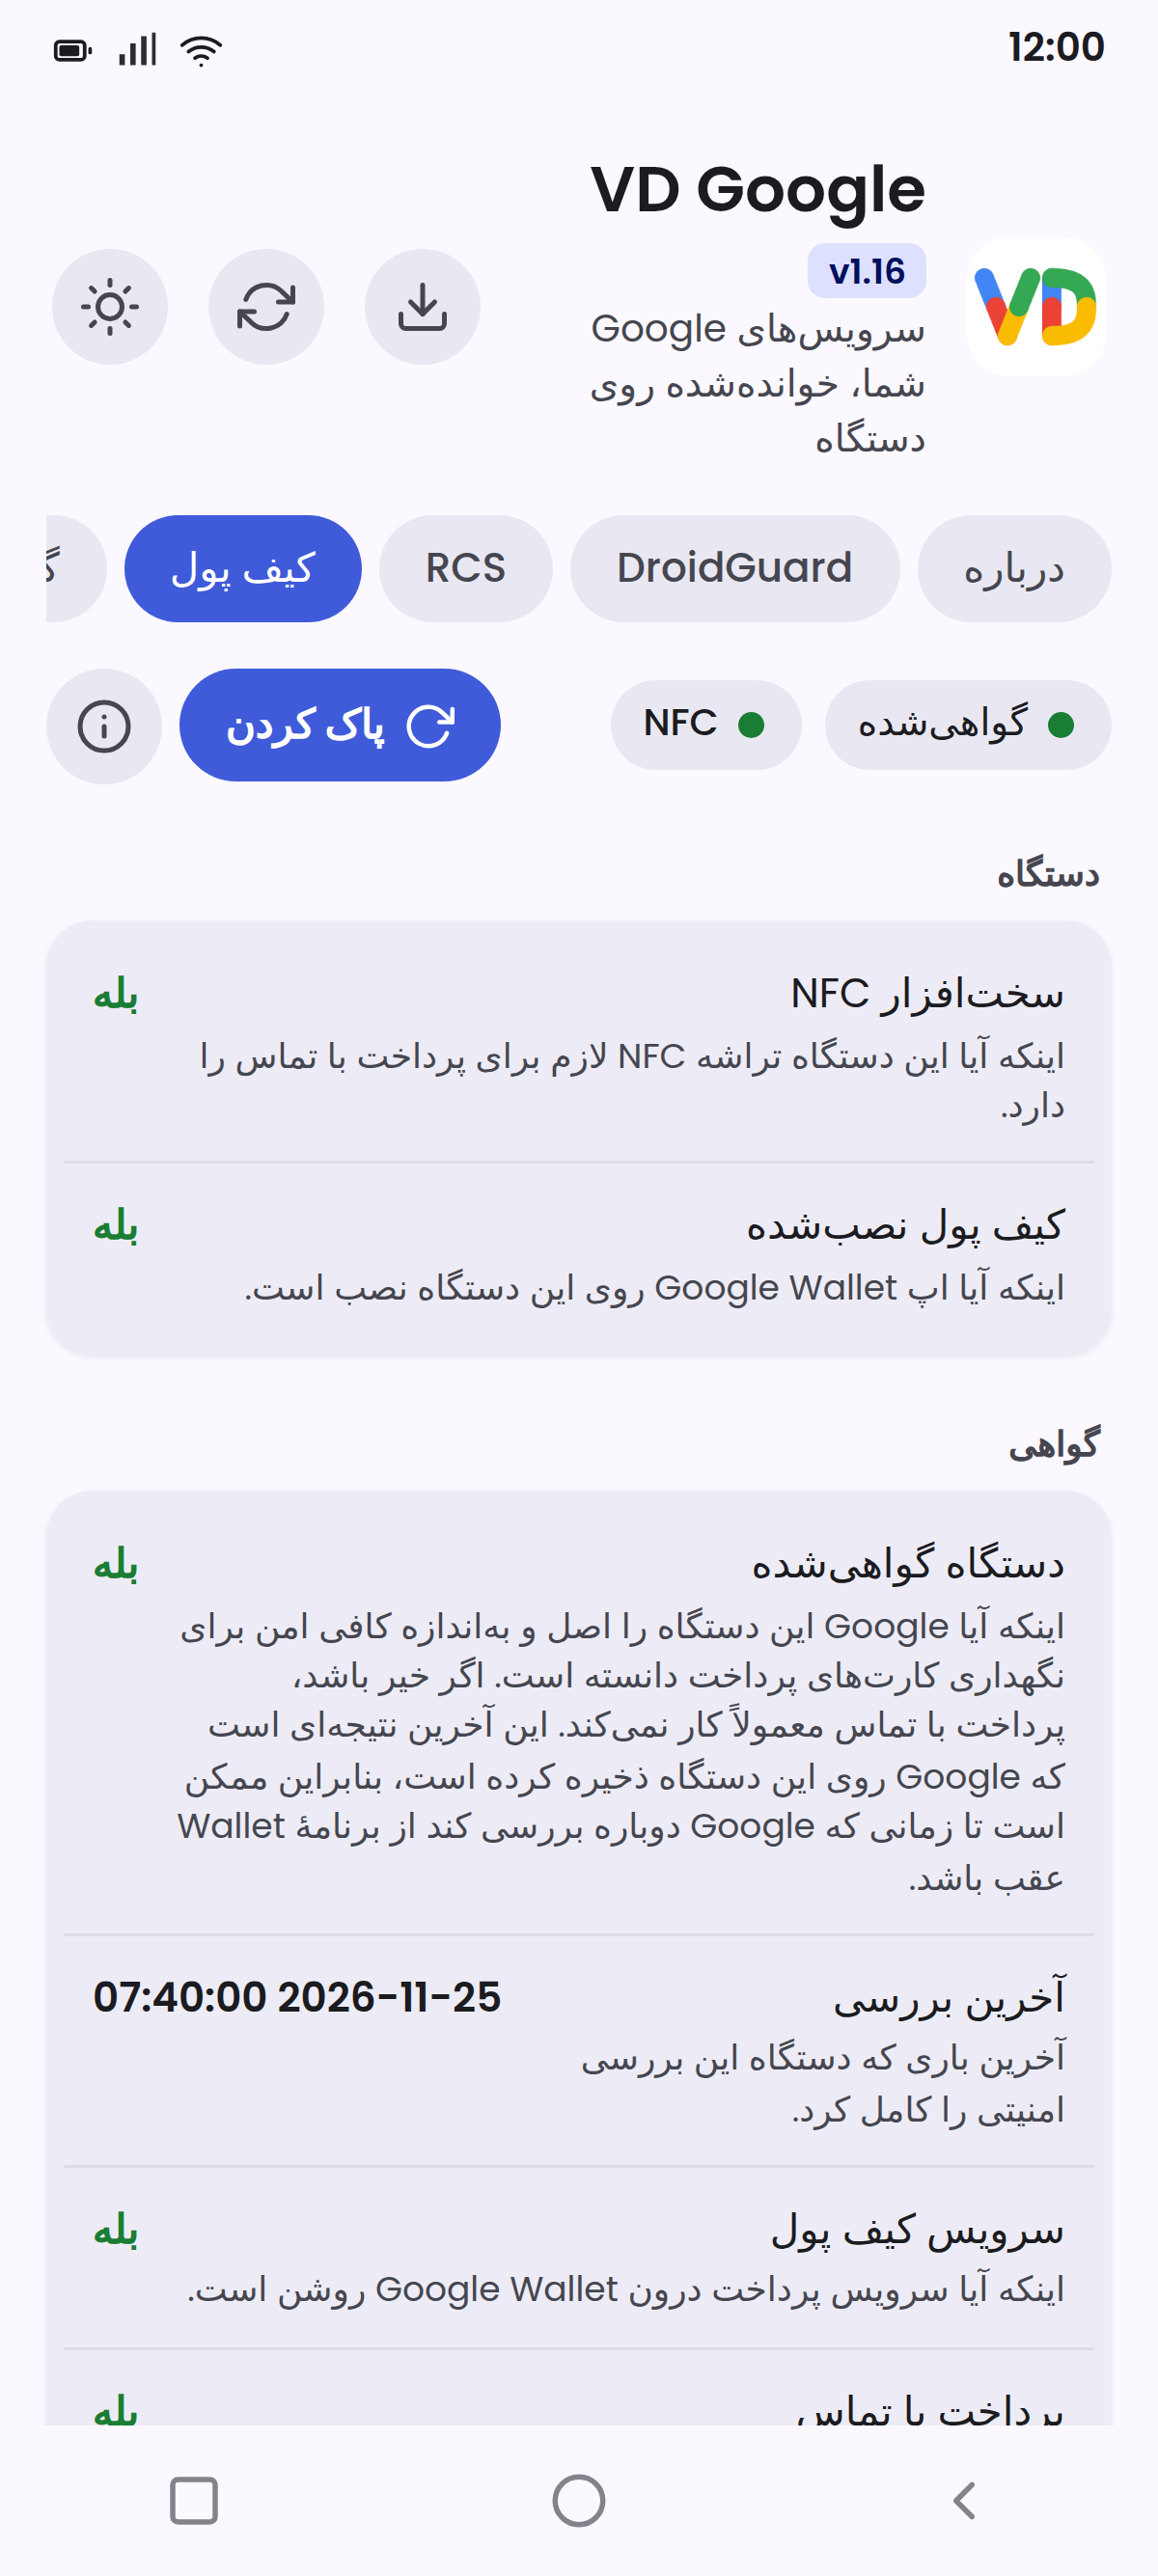 12:00
VD Google
v1.16
سرویس‌های Google
شما، خوانده‌شده روی
دستگاه
درباره
DroidGuard
RCS
کیف پول
گواهی‌شده
NFC
پاک کردن
دستگاه
سخت‌افزار NFC
بله
اینکه آیا این دستگاه تراشه NFC لازم برای پرداخت با تماس را
دارد.
کیف پول نصب‌شده
بله
اینکه آیا اپ Google Wallet روی این دستگاه نصب است.
گواهی
دستگاه گواهی‌شده
بله
اینکه آیا Google این دستگاه را اصل و به‌اندازه کافی امن برای
نگهداری کارت‌های پرداخت دانسته است. اگر خیر باشد،
پرداخت با تماس معمولاً کار نمی‌کند. این آخرین نتیجه‌ای است
که Google روی این دستگاه ذخیره کرده است، بنابراین ممکن
است تا زمانی که Google دوباره بررسی کند از برنامهٔ Wallet
عقب باشد.
آخرین بررسی
07:40:00 2026-11-25
آخرین باری که دستگاه این بررسی
امنیتی را کامل کرد.
سرویس کیف پول
بله
اینکه آیا سرویس پرداخت درون Google Wallet روشن است.
پرداخت با تماس
بله